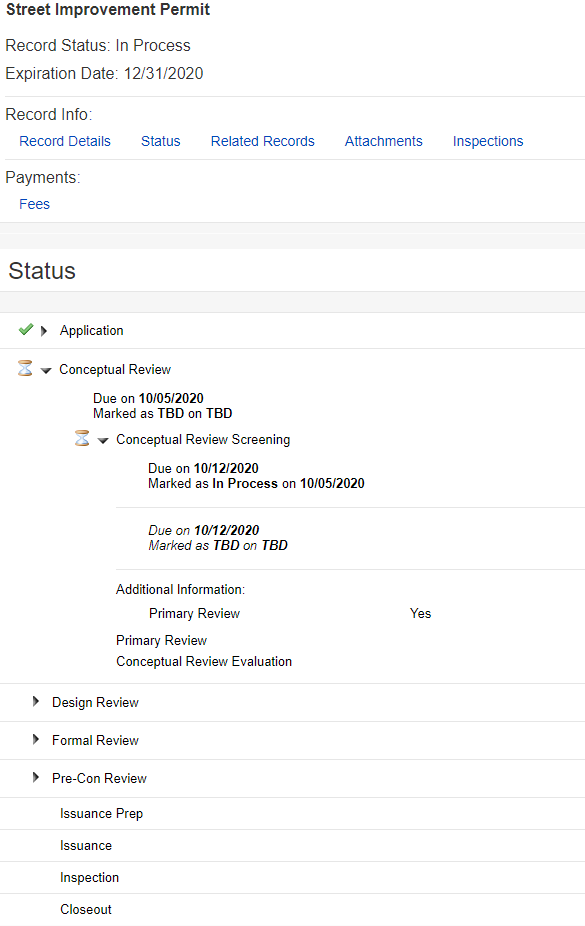 Street Improvement Permit
Record Status: In Process
Expiration Date: 12/31/2020
Record Info:
Record Details Status Related Records Attachments Inspections
Payments:
Fees
Status
Application
Conceptual Review
Due on 10/05/2020
Marked as TBD on TBD
Conceptual Review Screening
Due on 10/12/2020
Marked as In Process on 10/05/2020
Due on 10/12/2020
Marked as TBD on TBD
Additional Information:
Primary Review Yes
Primary Review
Conceptual Review Evaluation
Design Review
Formal Review
Pre-Con Review
Issuance Prep
Issuance
Inspection
Closeout